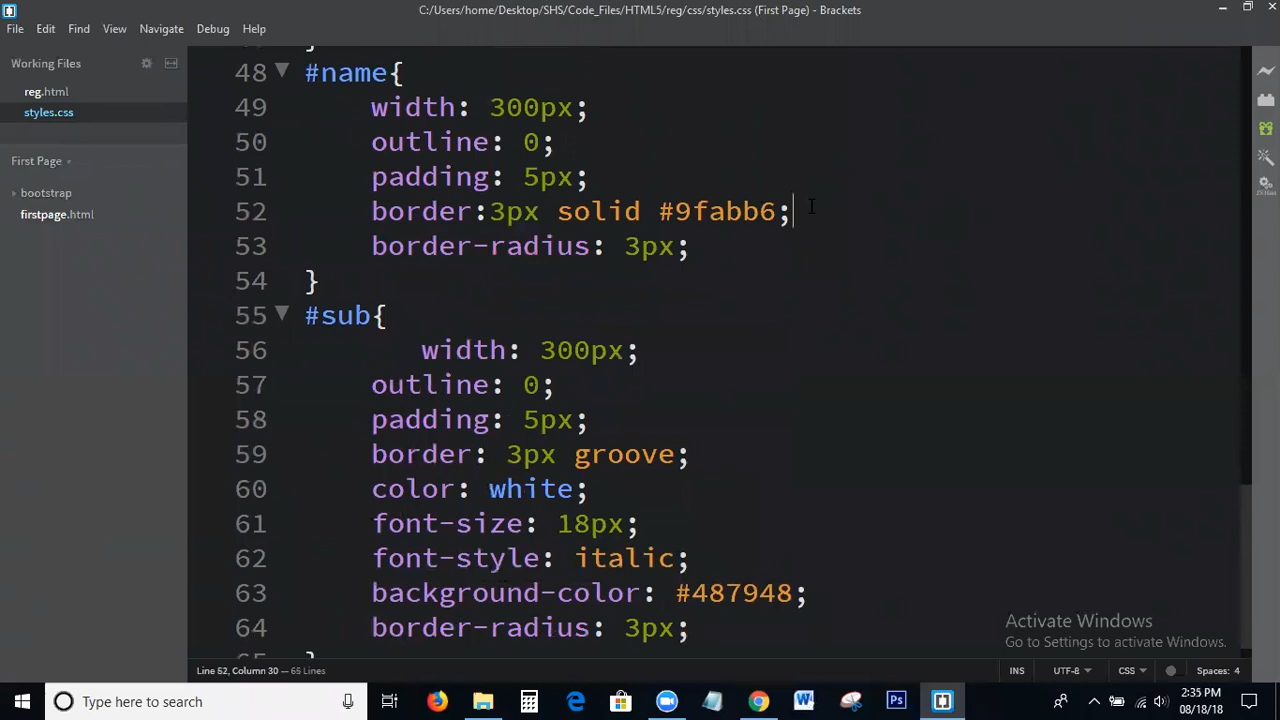 C:/Users/home/Desktop/SHS/Code_Files/HTML5/reg/css/styles.css (First Page) - Brackets
File Edit Find View Navigate Debug Help
Working Files
reg.html
styles.css
First Page
bootstrap
firstpage.html
48 #name{
49 width: 300px;
50 outline: 0;
51 padding: 5px;
52 border:3px solid #9fabb6;
53 border-radius: 3px;
54 }
55 #sub{
56 width: 300px;
57 outline: 0;
58 padding: 5px;
59 border: 3px groove;
60 color: white;
61 font-size: 18px;
62 font-style: italic;
63 background-color: #487948;
64 border-radius: 3px;
65 }
Activate Windows
Go to Settings to activate Windows.
Line 52, Column 30 — 65 Lines
INS UTF-8 CSS Spaces: 4
Type here to search
2:35 PM
08/18/18